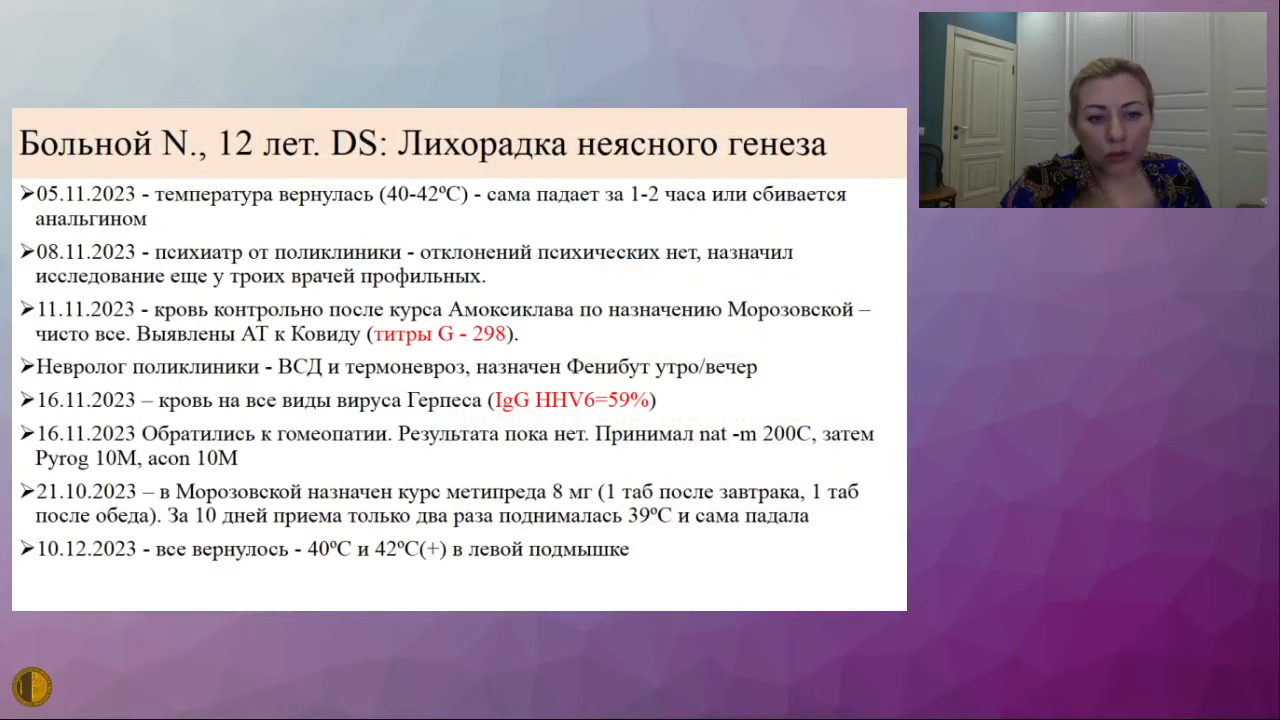 Больной N., 12 лет. DS: Лихорадка неясного генеза
➢05.11.2023 - температура вернулась (40-42ºС) - сама падает за 1-2 часа или сбивается
анальгином
➢08.11.2023 - психиатр от поликлиники - отклонений психических нет, назначил
исследование еще у троих врачей профильных.
➢11.11.2023 - кровь контрольно после курса Амоксиклава по назначению Морозовской –
чисто все. Выявлены АТ к Ковиду (титры G - 298).
➢Невролог поликлиники - ВСД и термоневроз, назначен Фенибут утро/вечер
➢16.11.2023 – кровь на все виды вируса Герпеса (IgG HHV6=59%)
➢16.11.2023 Обратились к гомеопатии. Результата пока нет. Принимал nat -m 200C, затем
Pyrog 10M, acon 10M
➢21.10.2023 – в Морозовской назначен курс метипреда 8 мг (1 таб после завтрака, 1 таб
после обеда). За 10 дней приема только два раза поднималась 39ºС и сама падала
➢10.12.2023 - все вернулось - 40ºС и 42ºС(+) в левой подмышке